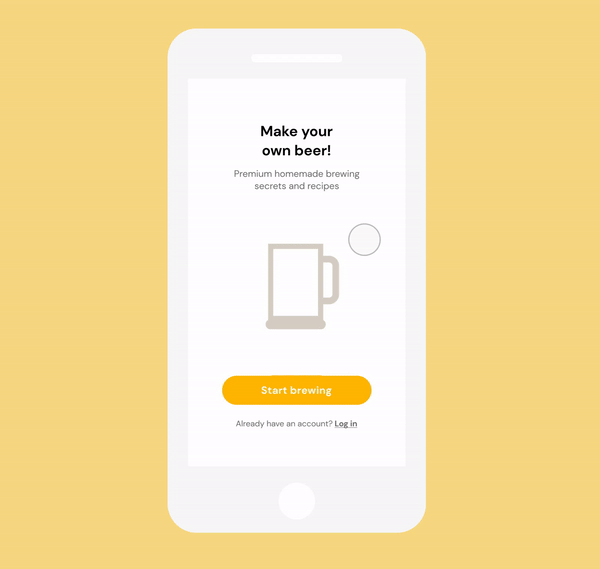 Make your
own beer!
Premium homemade brewing
secrets and recipes
Start brewing
Already have an account? Log in